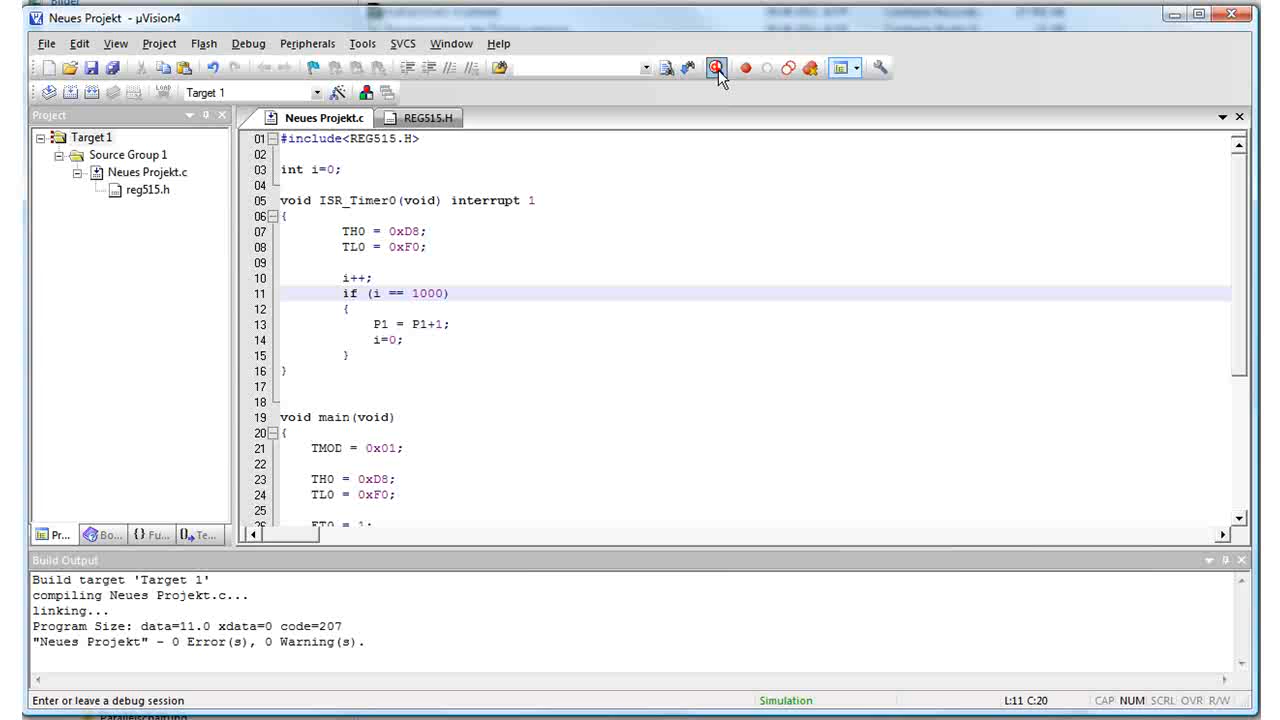 Neues Projekt - µVision4
File Edit View Project Flash Debug Peripherals Tools SVCS Window Help
Target 1
Project
Neues Projekt.c REG515.H
Target 1
Source Group 1
Neues Projekt.c
reg515.h
01 #include<REG515.H>
02
03 int i=0;
04
05 void ISR_Timer0(void) interrupt 1
06 {
07 TH0 = 0xD8;
08 TL0 = 0xF0;
09
10 i++;
11 if (i == 1000)
12 {
13 P1 = P1+1;
14 i=0;
15 }
16 }
17
18
19 void main(void)
20 {
21 TMOD = 0x01;
22
23 TH0 = 0xD8;
24 TL0 = 0xF0;
25
26 ET0 = 1;
Pr... Bo... {} Fu... Te...
Build Output
Build target 'Target 1'
compiling Neues Projekt.c...
linking...
Program Size: data=11.0 xdata=0 code=207
"Neues Projekt" - 0 Error(s), 0 Warning(s).
Enter or leave a debug session Simulation L:11 C:20 CAP NUM SCRL OVR R/W